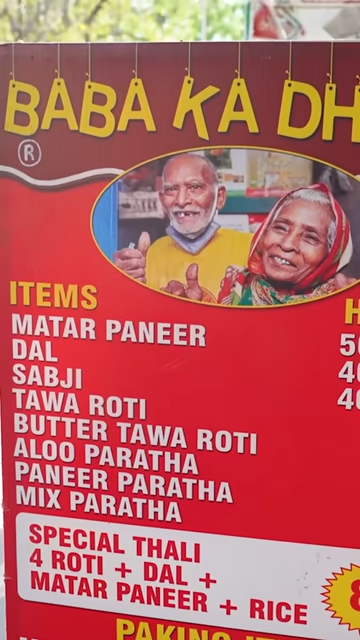 BABA KA DH
®
ITEMS
MATAR PANEER
DAL
SABJI
TAWA ROTI
BUTTER TAWA ROTI
ALOO PARATHA
PANEER PARATHA
MIX PARATHA
SPECIAL THALI
4 ROTI + DAL +
MATAR PANEER + RICE
PAKING